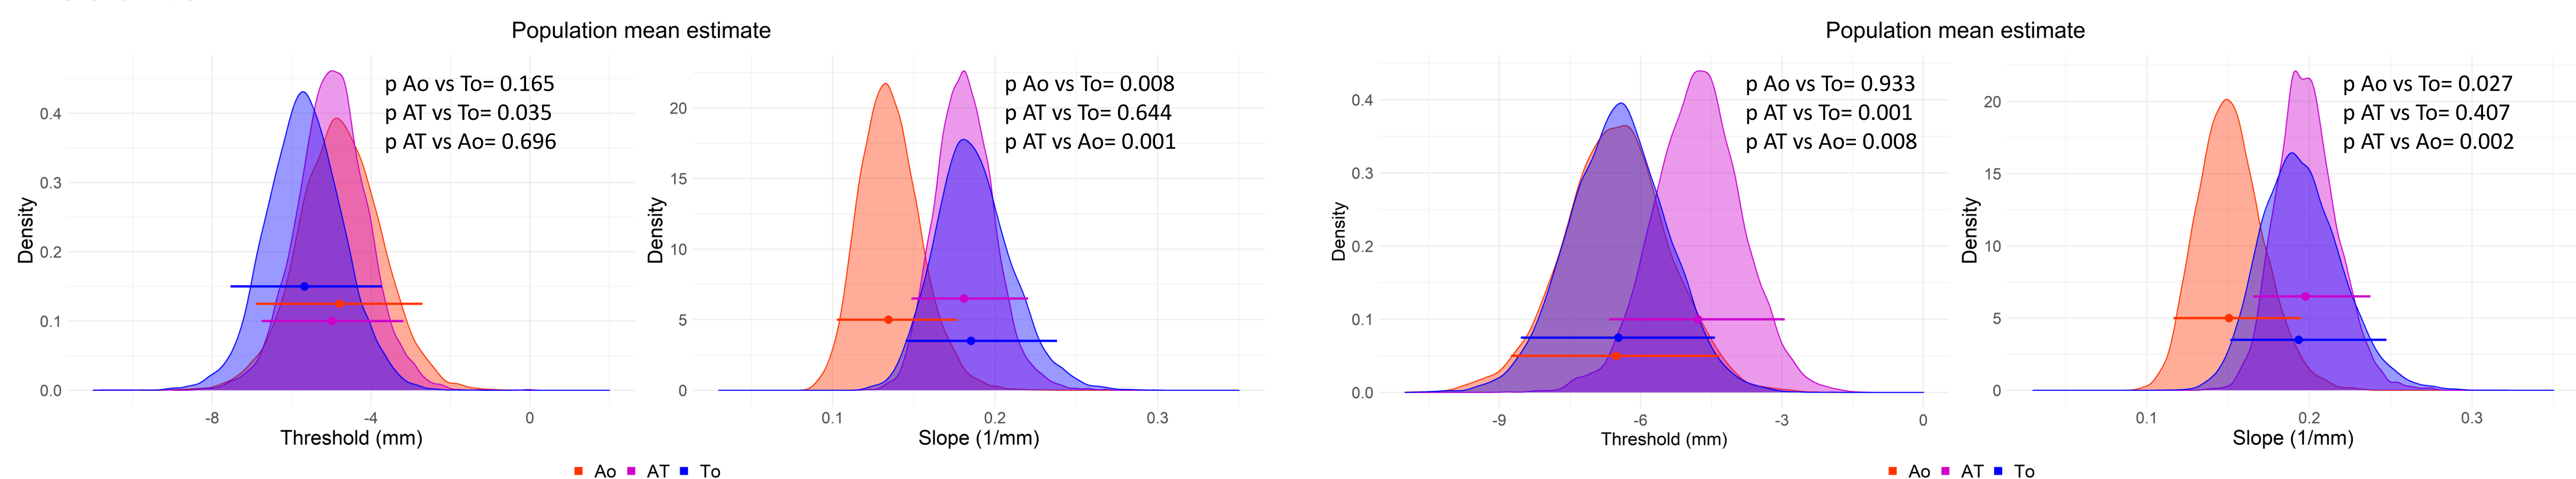 Population mean estimate
p Ao vs To= 0.165
p AT vs To= 0.035
p AT vs Ao= 0.696
Density
0.4
0.3
0.2
0.1
0.0
-8 -4 0
Threshold (mm)
p Ao vs To= 0.008
p AT vs To= 0.644
p AT vs Ao= 0.001
Density
20
15
10
5
0
0.1 0.2 0.3
Slope (1/mm)
Ao AT To
Population mean estimate
p Ao vs To= 0.933
p AT vs To= 0.001
p AT vs Ao= 0.008
Density
0.4
0.3
0.2
0.1
0.0
-9 -6 -3 0
Threshold (mm)
p Ao vs To= 0.027
p AT vs To= 0.407
p AT vs Ao= 0.002
Density
20
15
10
5
0
0.1 0.2 0.3
Slope (1/mm)
Ao AT To